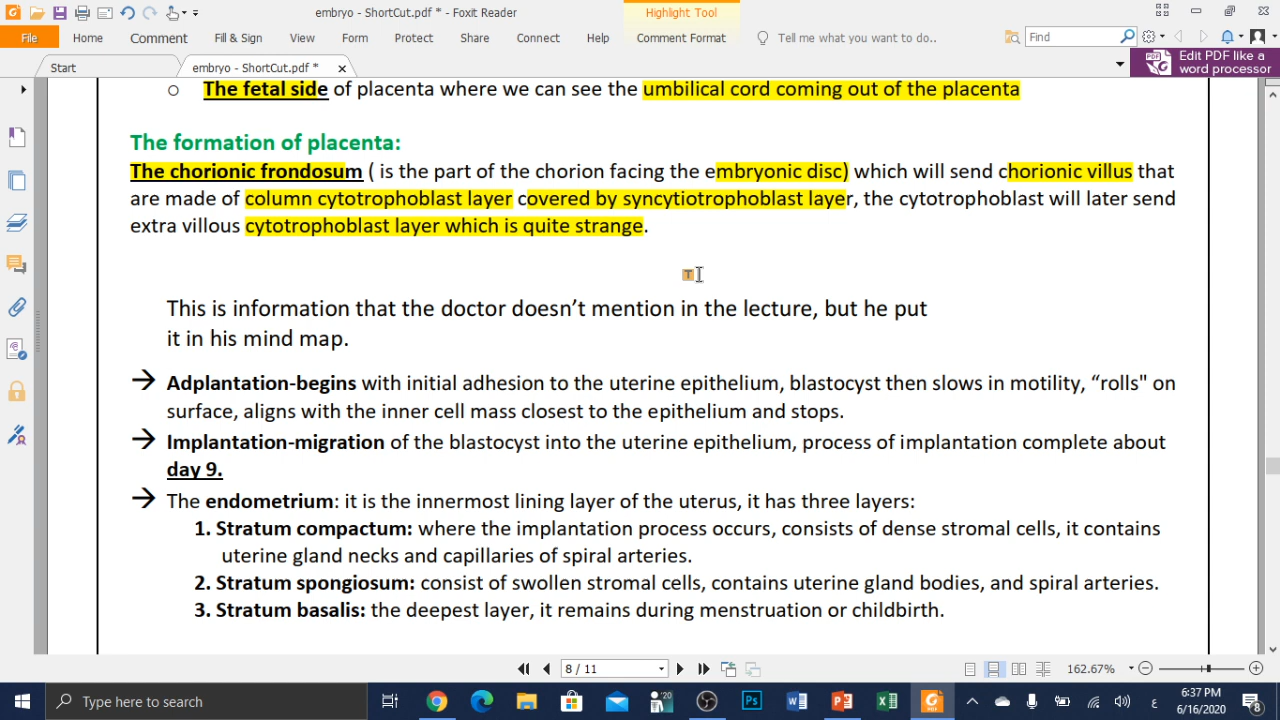 embryo - ShortCut.pdf * - Foxit Reader
Highlight Tool
File Home Comment Fill & Sign View Form Protect Share Connect Help Comment Format Tell me what you want to do.. Find
Start embryo - ShortCut.pdf * Edit PDF like a
word processor
o The fetal side of placenta where we can see the umbilical cord coming out of the placenta
The formation of placenta:
The chorionic frondosum ( is the part of the chorion facing the embryonic disc) which will send chorionic villus that
are made of column cytotrophoblast layer covered by syncytiotrophoblast layer, the cytotrophoblast will later send
extra villous cytotrophoblast layer which is quite strange.
This is information that the doctor doesn’t mention in the lecture, but he put
it in his mind map.
→ Adplantation-begins with initial adhesion to the uterine epithelium, blastocyst then slows in motility, “rolls" on
surface, aligns with the inner cell mass closest to the epithelium and stops.
→ Implantation-migration of the blastocyst into the uterine epithelium, process of implantation complete about
day 9.
→ The endometrium: it is the innermost lining layer of the uterus, it has three layers:
1. Stratum compactum: where the implantation process occurs, consists of dense stromal cells, it contains
uterine gland necks and capillaries of spiral arteries.
2. Stratum spongiosum: consist of swollen stromal cells, contains uterine gland bodies, and spiral arteries.
3. Stratum basalis: the deepest layer, it remains during menstruation or childbirth.
8 / 11 162.67%
Type here to search ع 6:37 PM
6/16/2020